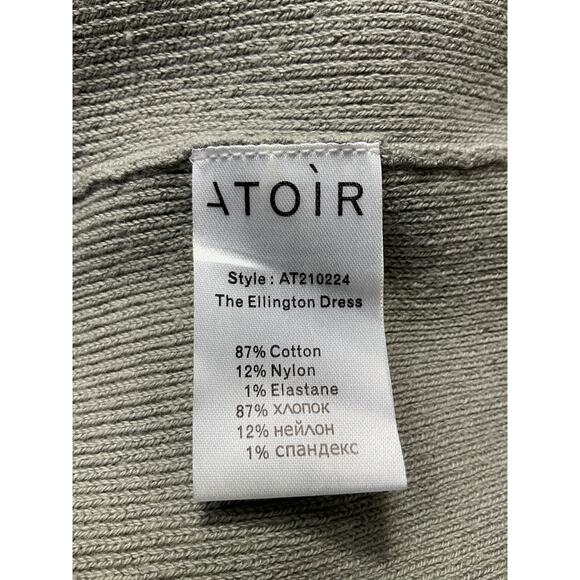 ATOÌR
Style : AT210224
The Ellington Dress
87% Cotton
12% Nylon
1% Elastane
87% хлопок
12% нейлон
1% спандекс